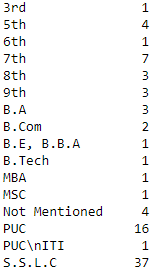 3rd 1
5th 4
6th 1
7th 7
8th 3
9th 3
B.A 3
B.Com 2
B.E, B.B.A 1
B.Tech 1
MBA 1
MSC 1
Not Mentioned 4
PUC 16
PUC\nITI 1
S.S.L.C 37